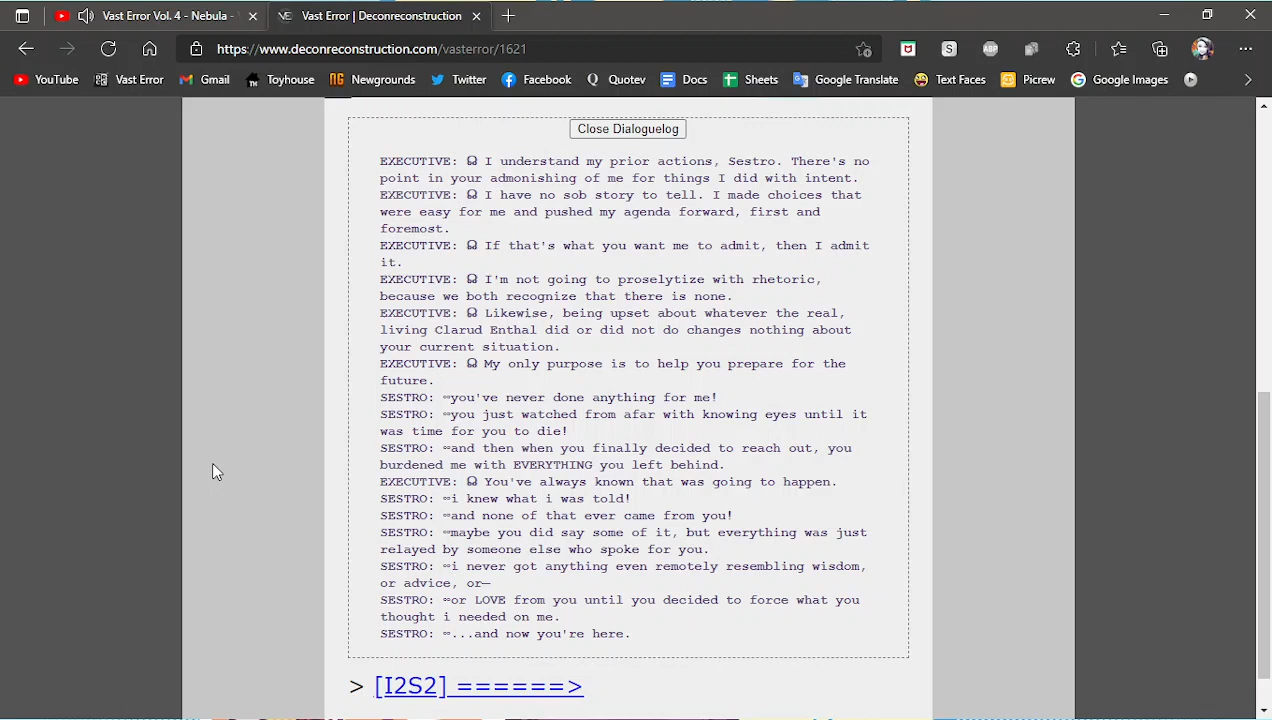 Vast Error Vol. 4 - Nebula -
Vast Error | Deconreconstruction
https://www.deconreconstruction.com/vasterror/1621
YouTube Vast Error Gmail Toyhouse Newgrounds Twitter Facebook Quotev Docs Sheets Google Translate Text Faces Picrew Google Images
Close Dialoguelog
EXECUTIVE: ☊ I understand my prior actions, Sestro. There's no
point in your admonishing of me for things I did with intent.
EXECUTIVE: ☊ I have no sob story to tell. I made choices that
were easy for me and pushed my agenda forward, first and
foremost.
EXECUTIVE: ☊ If that's what you want me to admit, then I admit
it.
EXECUTIVE: ☊ I'm not going to proselytize with rhetoric,
because we both recognize that there is none.
EXECUTIVE: ☊ Likewise, being upset about whatever the real,
living Clarud Enthal did or did not do changes nothing about
your current situation.
EXECUTIVE: ☊ My only purpose is to help you prepare for the
future.
SESTRO: ∞you've never done anything for me!
SESTRO: ∞you just watched from afar with knowing eyes until it
was time for you to die!
SESTRO: ∞and then when you finally decided to reach out, you
burdened me with EVERYTHING you left behind.
EXECUTIVE: ☊ You've always known that was going to happen.
SESTRO: ∞i knew what i was told!
SESTRO: ∞and none of that ever came from you!
SESTRO: ∞maybe you did say some of it, but everything was just
relayed by someone else who spoke for you.
SESTRO: ∞i never got anything even remotely resembling wisdom,
or advice, or—
SESTRO: ∞or LOVE from you until you decided to force what you
thought i needed on me.
SESTRO: ∞...and now you're here.
> [I2S2] ======>